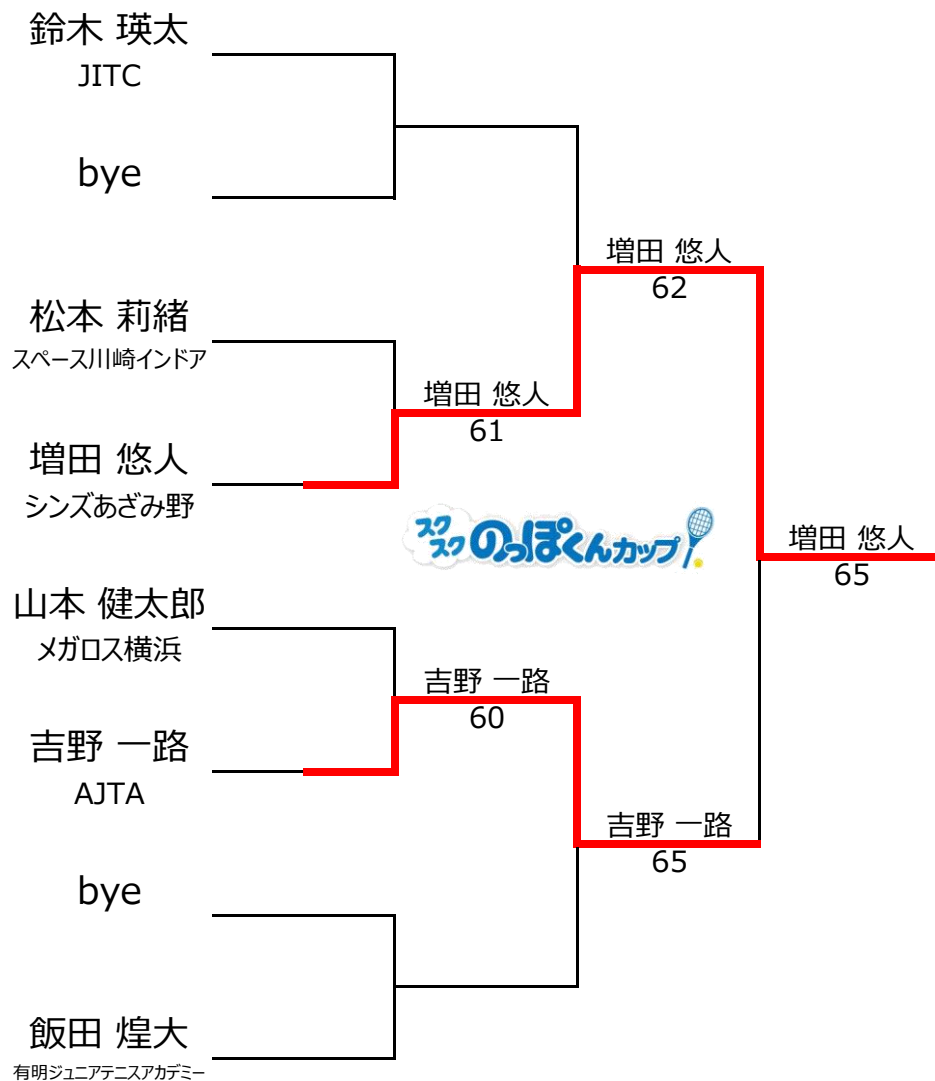 鈴木 瑛太
JITC
bye
松本 莉緒
スペース川崎インドア
増田 悠人
シンズあざみ野
山本 健太郎
メガロス横浜
吉野 一路
AJTA
bye
飯田 煌大
有明ジュニアテニスアカデミー
増田 悠人
61
吉野 一路
60
増田 悠人
62
吉野 一路
65
スクスクのっぽくんカップ!
増田 悠人
65